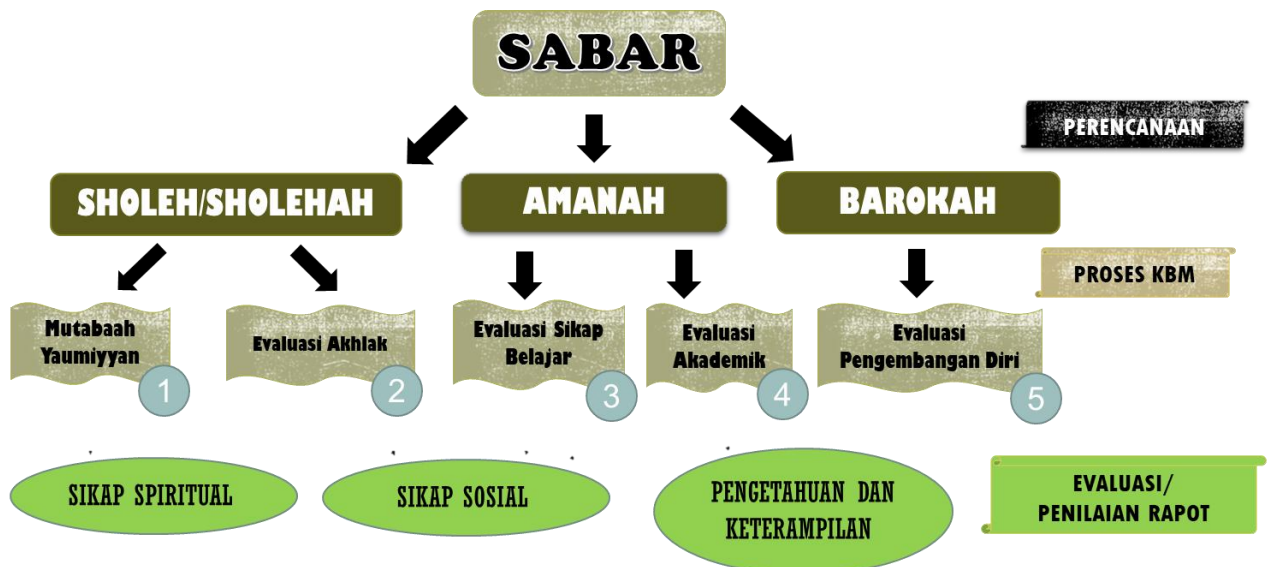 SABAR
PERENCANAAN
SHOLEH/SHOLEHAH
AMANAH
BAROKAH
PROSES KBM
Mutabaah
Yaumiyyan
1
Evaluasi Akhlak
2
Evaluasi Sikap
Belajar
3
Evaluasi
Akademik
4
Evaluasi
Pengembangan Diri
5
SIKAP SPIRITUAL
SIKAP SOSIAL
PENGETAHUAN DAN
KETERAMPILAN
EVALUASI/
PENILAIAN RAPOT